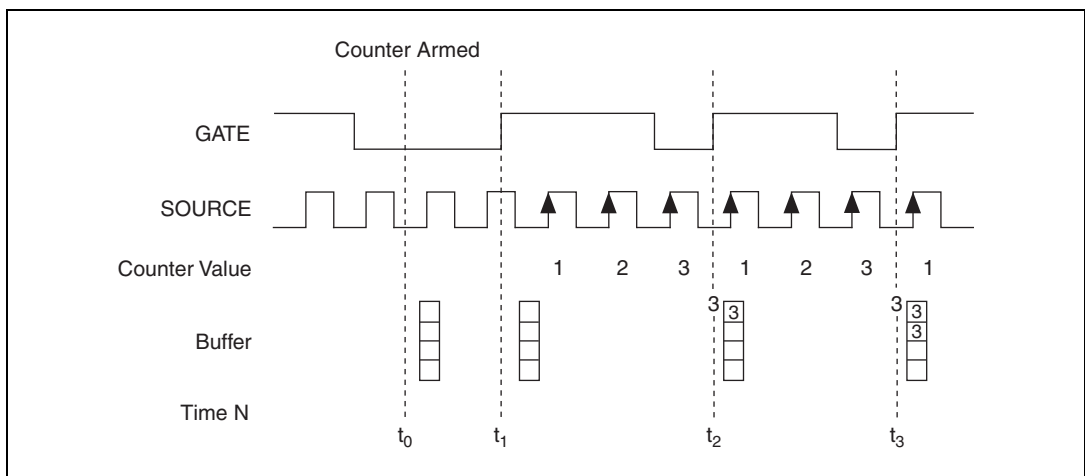 Counter Armed
GATE
SOURCE
Counter Value 1 2 3 1 2 3 1
3 3 3 3
3
Buffer
Time N
t0 t1 t2 t3